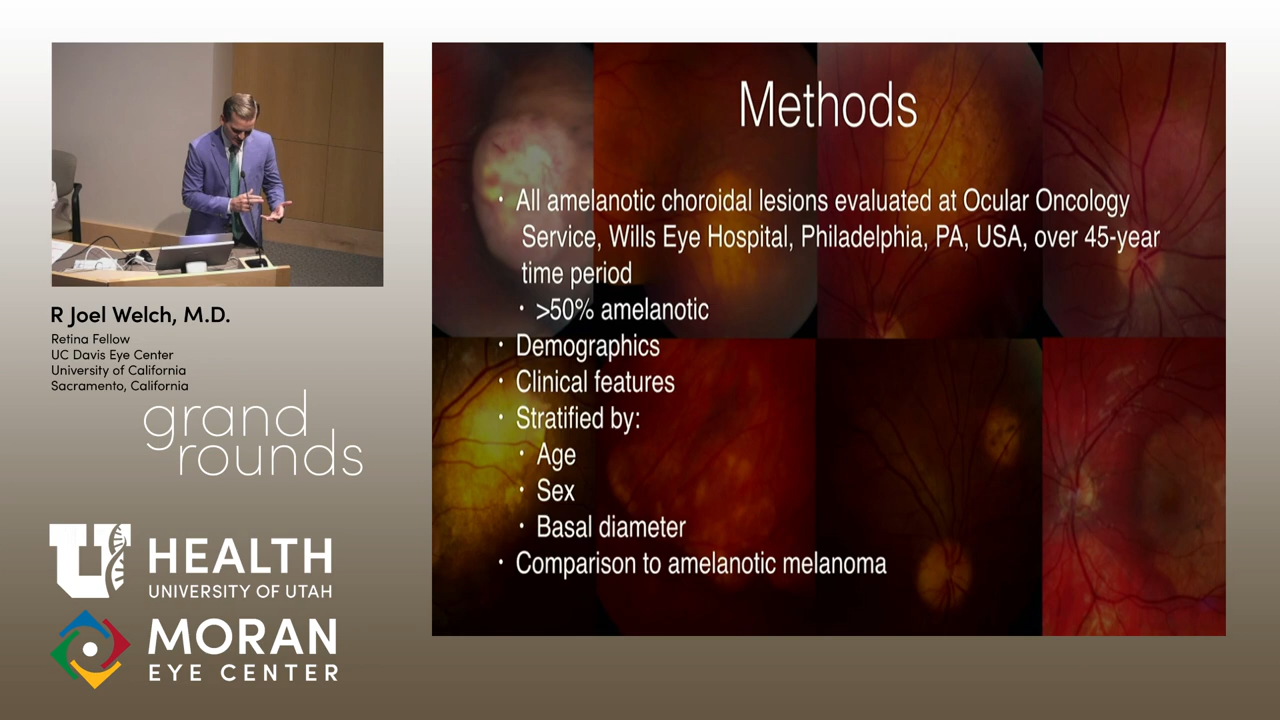 Methods
• All amelanotic choroidal lesions evaluated at Ocular Oncology
Service, Wills Eye Hospital, Philadelphia, PA, USA, over 45-year
time period
• >50% amelanotic
• Demographics
• Clinical features
• Stratified by:
• Age
• Sex
• Basal diameter
• Comparison to amelanotic melanoma
R Joel Welch, M.D.
Retina Fellow
UC Davis Eye Center
University of California
Sacramento, California
grand
rounds
U HEALTH
UNIVERSITY OF UTAH
MORAN
EYE CENTER